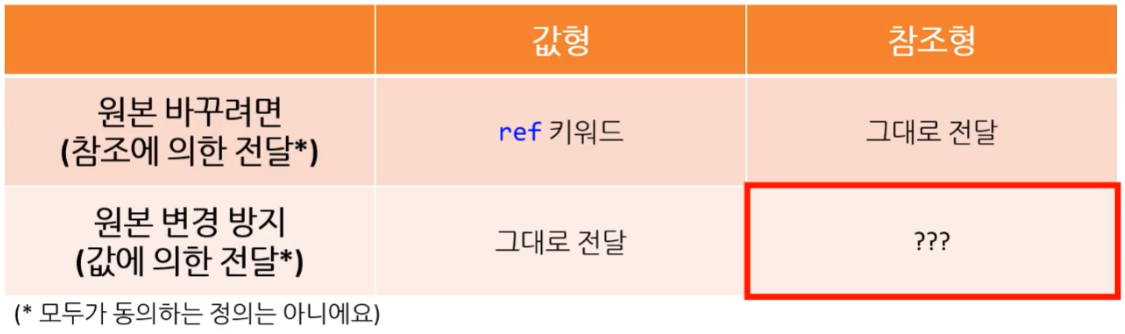 값형 참조형
원본 바꾸려면
(참조에 의한 전달*)
ref 키워드
그대로 전달
원본 변경 방지
(값에 의한 전달*)
그대로 전달
???
(* 모두가 동의하는 정의는 아니에요)